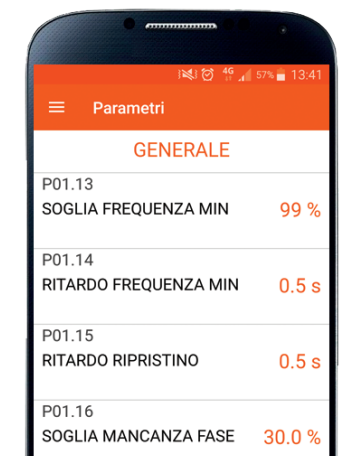 4G 57% 13:41
Parametri
GENERALE
P01.13
SOGLIA FREQUENZA MIN 99 %
P01.14
RITARDO FREQUENZA MIN 0.5 s
P01.15
RITARDO RIPRISTINO 0.5 s
P01.16
SOGLIA MANCANZA FASE 30.0 %